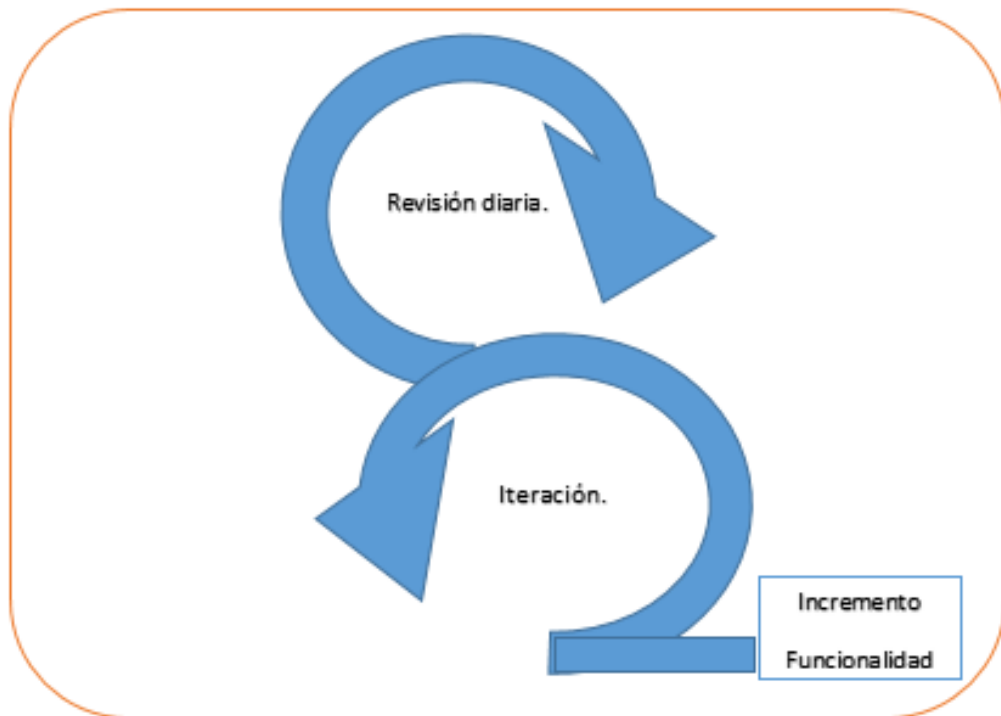 Revisión diaria.
Iteración.
Incremento
Funcionalidad